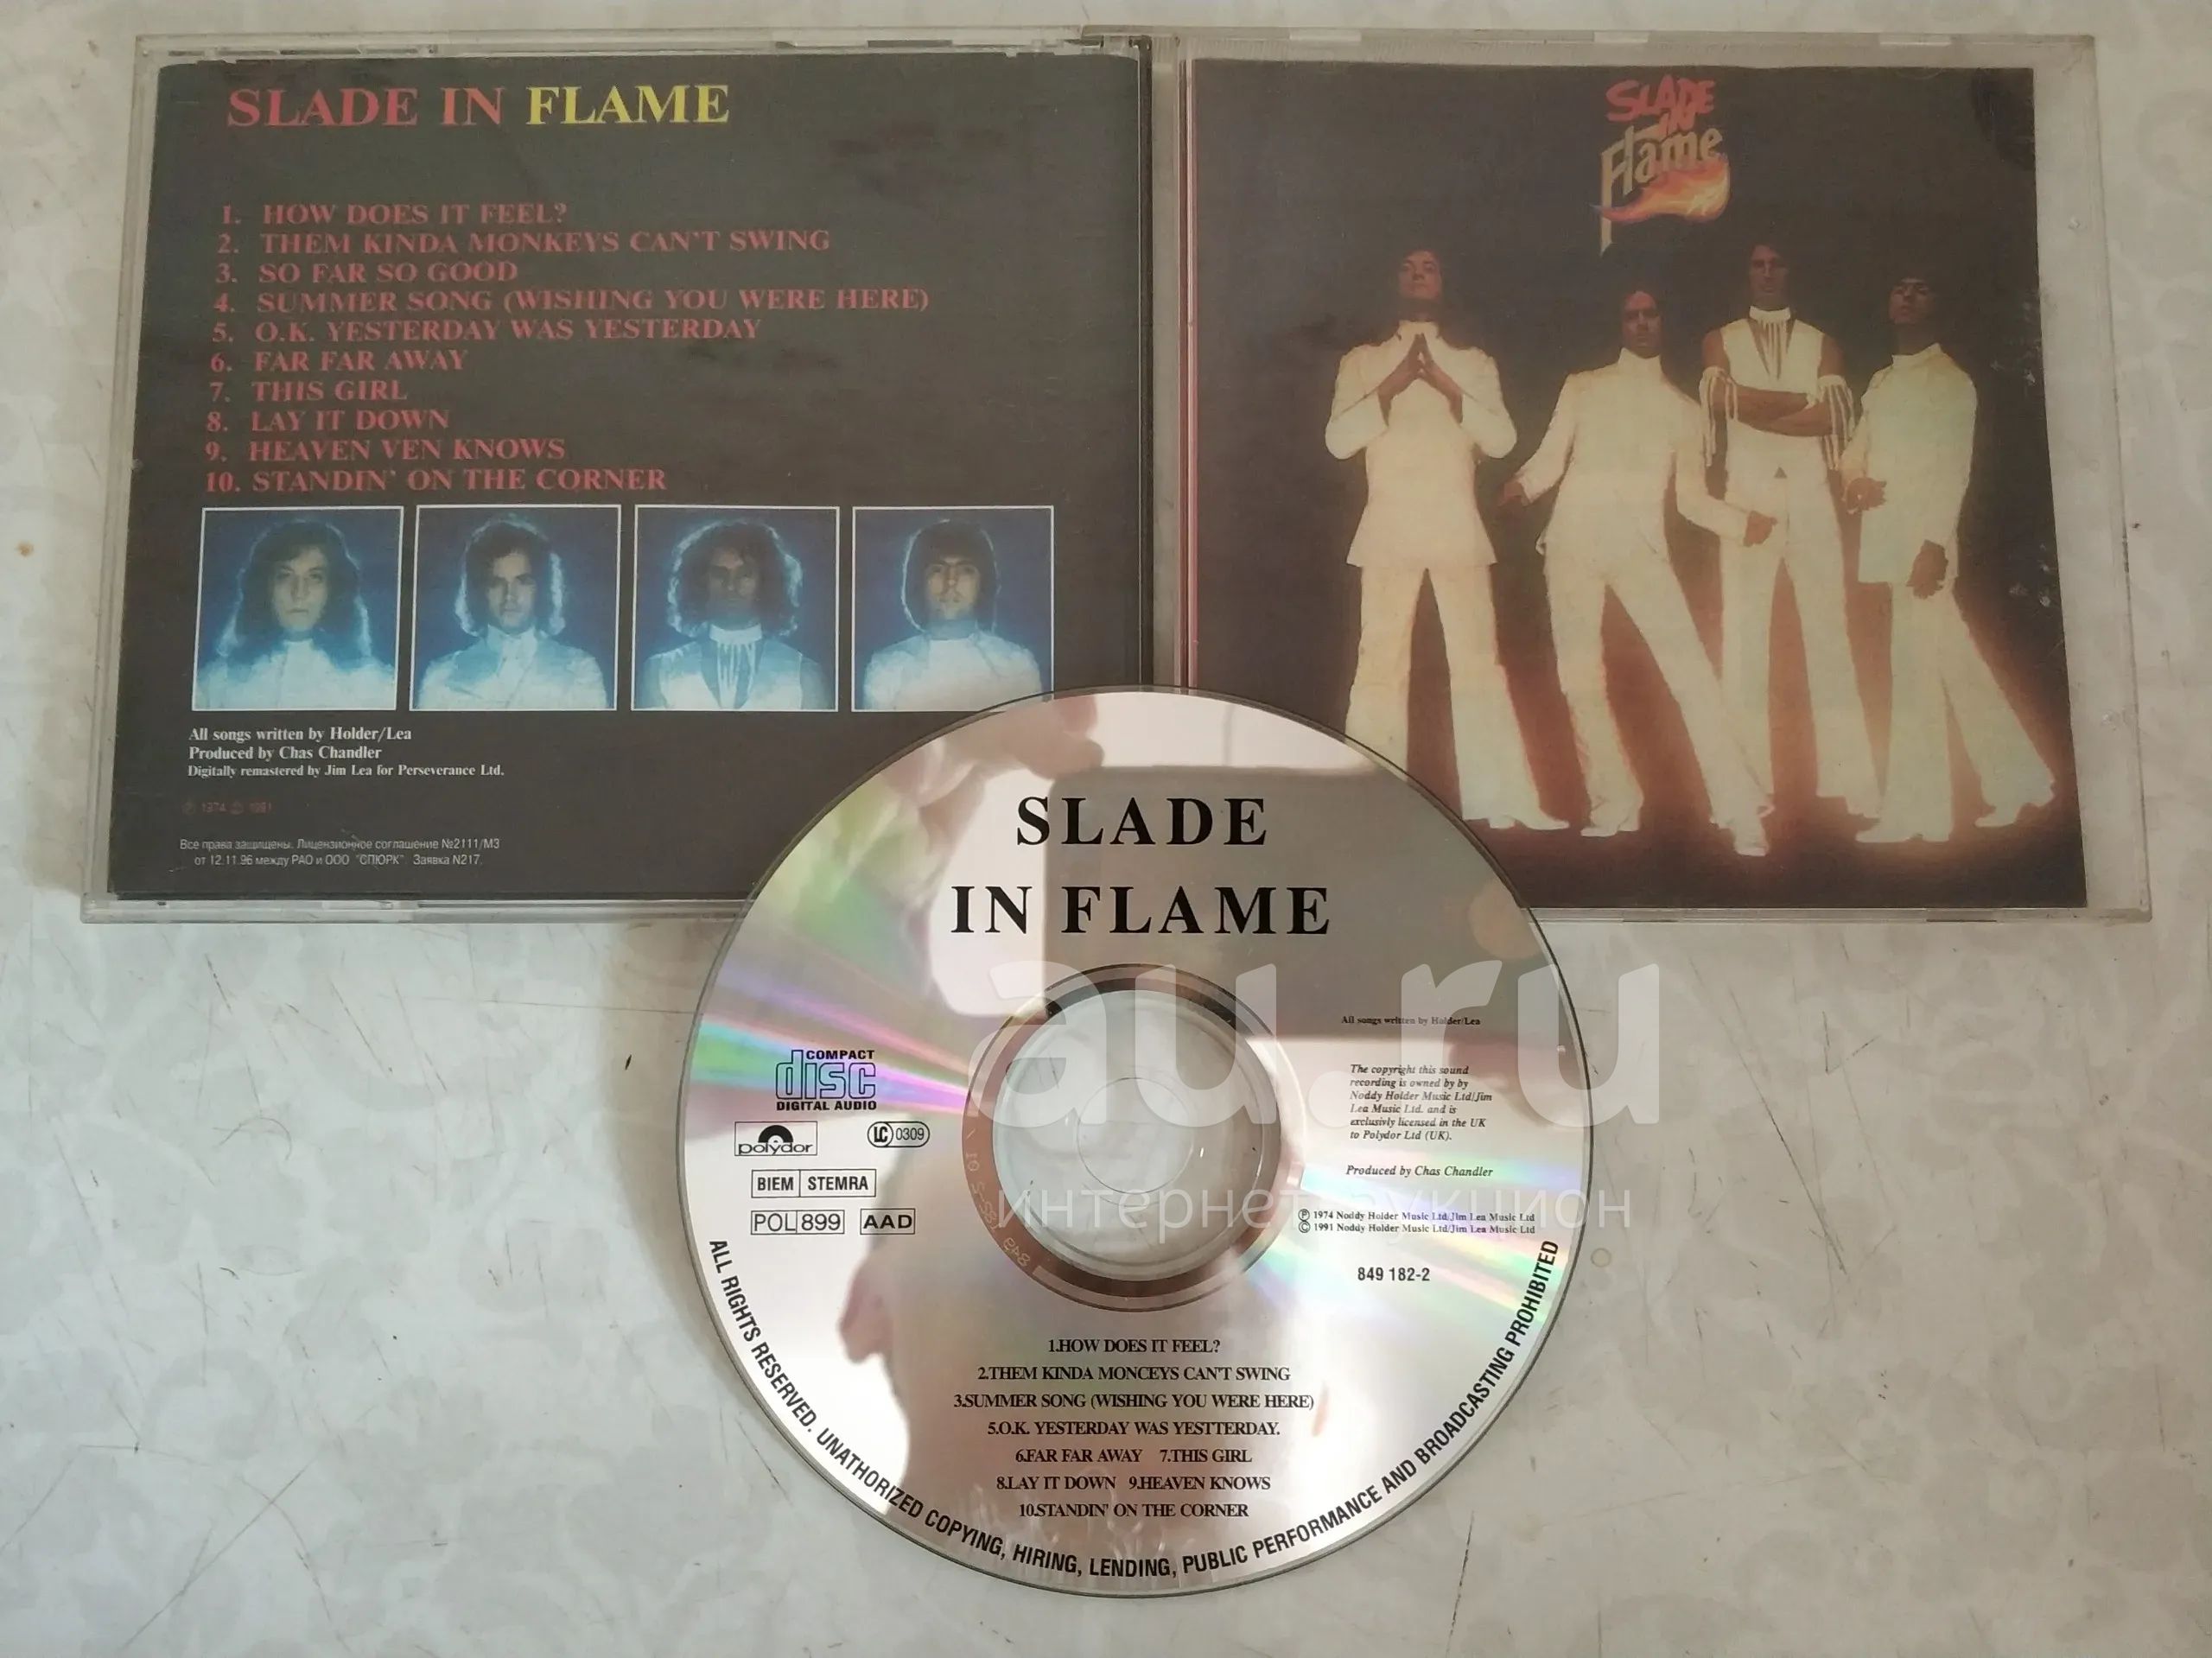 SLADE IN FLAME
1. HOW DOES IT FEEL?
2. THEM KINDA MONKEYS CAN'T SWING
3. SO FAR SO GOOD
4. SUMMER SONG (WISHING YOU WERE HERE)
5. O.K. YESTERDAY WAS YESTERDAY
6. FAR FAR AWAY
7. THIS GIRL
8. LAY IT DOWN
9. HEAVEN VEN KNOWS
10. STANDIN' ON THE CORNER
All songs written by Holder/Lea
Produced by Chas Chandler
Digitally remastered by Jim Lea for Perseverance Ltd.
℗ 1974 © 1991
Все права защищены. Лицензионное соглашение №2111/МЗ
от 12.11.96 между РАО и ООО "СПЮРК" Заявка N217.
SLADE
IN
Flame
SLADE
IN FLAME
All songs written by Holder/Lea
COMPACT
disc
DIGITAL AUDIO
polydor
LC 0309
BIEM STEMRA
POL 899 AAD
The copyright this sound
recording is owned by by
Noddy Holder Music Ltd/Jim
Lea Music Ltd. and is
exclusivly licensed in the UK
to Polydor Ltd (UK).
Produced by Chas Chandler
℗ 1974 Noddy Holder Music Ltd/Jim Lea Music Ltd
© 1991 Noddy Holder Music Ltd/Jim Lea Music Ltd
849 182-2
1.HOW DOES IT FEEL?
2.THEM KINDA MONCEYS CAN'T SWING
3.SUMMER SONG (WISHING YOU WERE HERE)
5.O.K. YESTERDAY WAS YESTTERDAY.
6.FAR FAR AWAY 7.THIS GIRL
8.LAY IT DOWN 9.HEAVEN KNOWS
10.STANDIN' ON THE CORNER
ALL RIGHTS RESERVED. UNATHORIZED COPYING, HIRING, LENDING, PUBLIC PERFORMANCE AND BROADCASTING PROHIBITED
au.ru
интернет аукцион